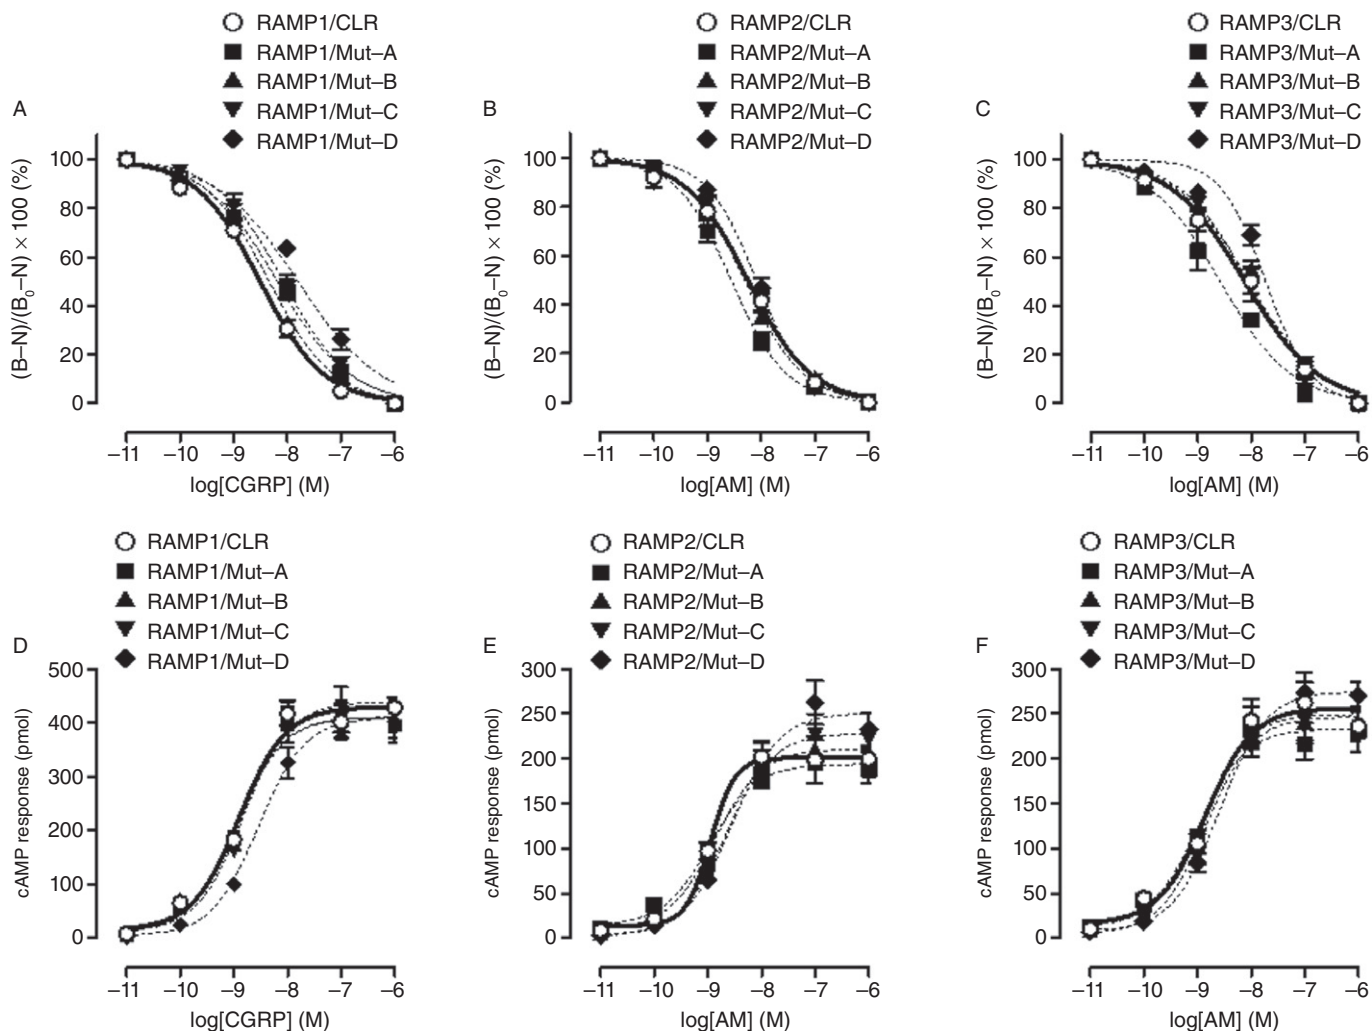 A
RAMP1/CLR
RAMP1/Mut–A
RAMP1/Mut–B
RAMP1/Mut–C
RAMP1/Mut–D
(B–N)/(B0–N) × 100 (%)
100
80
60
40
20
0
–11 –10 –9 –8 –7 –6
log[CGRP] (M)
B
RAMP2/CLR
RAMP2/Mut–A
RAMP2/Mut–B
RAMP2/Mut–C
RAMP2/Mut–D
(B–N)/(B0–N) × 100 (%)
100
80
60
40
20
0
–11 –10 –9 –8 –7 –6
log[AM] (M)
C
RAMP3/CLR
RAMP3/Mut–A
RAMP3/Mut–B
RAMP3/Mut–C
RAMP3/Mut–D
(B–N)/(B0–N) × 100 (%)
100
80
60
40
20
0
–11 –10 –9 –8 –7 –6
log[AM] (M)
D
RAMP1/CLR
RAMP1/Mut–A
RAMP1/Mut–B
RAMP1/Mut–C
RAMP1/Mut–D
cAMP response (pmol)
500
400
300
200
100
0
–11 –10 –9 –8 –7 –6
log[CGRP] (M)
E
RAMP2/CLR
RAMP2/Mut–A
RAMP2/Mut–B
RAMP2/Mut–C
RAMP2/Mut–D
cAMP response (pmol)
300
250
200
150
100
50
0
–11 –10 –9 –8 –7 –6
log[AM] (M)
F
RAMP3/CLR
RAMP3/Mut–A
RAMP3/Mut–B
RAMP3/Mut–C
RAMP3/Mut–D
cAMP response (pmol)
300
250
200
150
100
50
0
–11 –10 –9 –8 –7 –6
log[AM] (M)